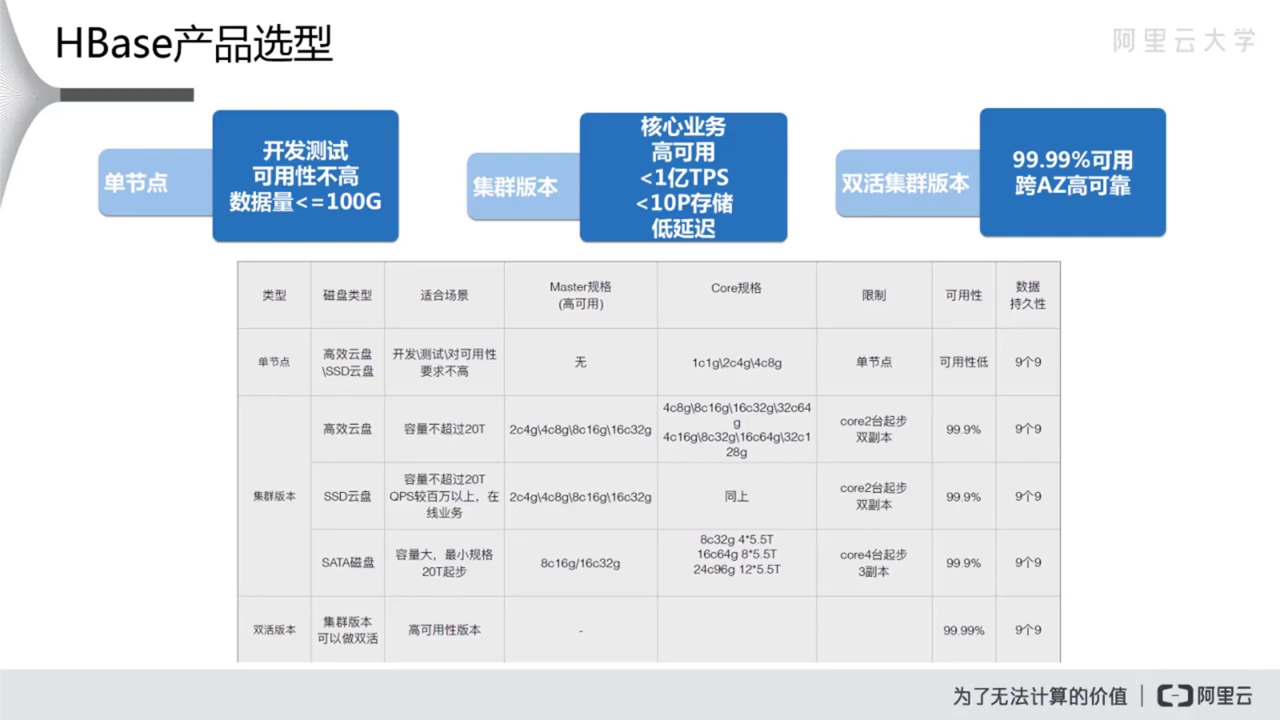 HBase产品选型
阿里云大学
单节点
开发测试
可用性不高
数据量<=100G
集群版本
核心业务
高可用
<1亿TPS
<10P存储
低延迟
双活集群版本
99.99%可用
跨AZ高可靠
类型
磁盘类型
适合场景
Master规格
(高可用)
Core规格
限制
可用性
数据
持久性
单节点
高效云盘
\SSD云盘
开发\测试\对可用性
要求不高
无
1c1g\2c4g\4c8g
单节点
可用性低
9个9
集群版本
高效云盘
容量不超过20T
2c4g\4c8g\8c16g\16c32g
4c8g\8c16g\16c32g\32c64
g
4c16g\8c32g\16c64g\32c1
28g
core2台起步
双副本
99.9%
9个9
SSD云盘
容量不超过20T
QPS较百万以上，在
线业务
2c4g\4c8g\8c16g\16c32g
同上
core2台起步
双副本
99.9%
9个9
SATA磁盘
容量大，最小规格
20T起步
8c16g/16c32g
8c32g 4*5.5T
16c64g 8*5.5T
24c96g 12*5.5T
core4台起步
3副本
99.9%
9个9
双活版本
集群版本
可以做双活
高可用性版本
-
99.99%
9个9
为了无法计算的价值
阿里云